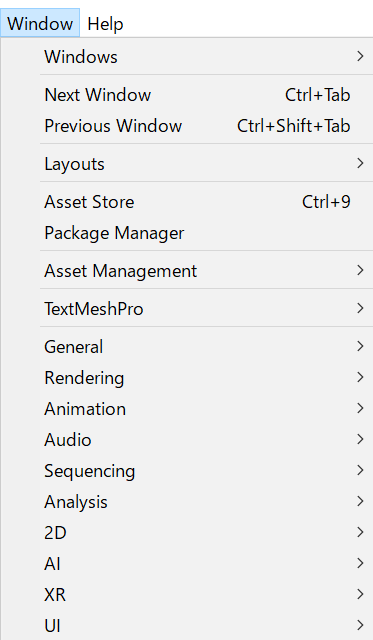 Window Help
Windows
Next Window Ctrl+Tab
Previous Window Ctrl+Shift+Tab
Layouts
Asset Store Ctrl+9
Package Manager
Asset Management
TextMeshPro
General
Rendering
Animation
Audio
Sequencing
Analysis
2D
AI
XR
UI